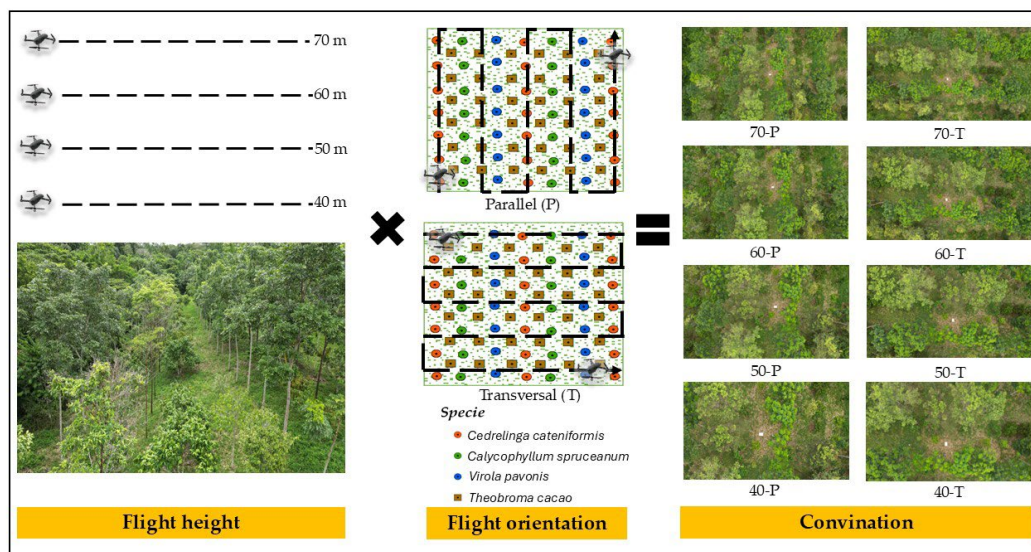 70 m
60 m
50 m
40 m
Flight height
Parallel (P)
Transversal (T)
Specie
Cedrelinga cateniformis
Calycophyllum spruceanum
Virola pavonis
Theobroma cacao
Flight orientation
70-P 70-T
60-P 60-T
50-P 50-T
40-P 40-T
Convination